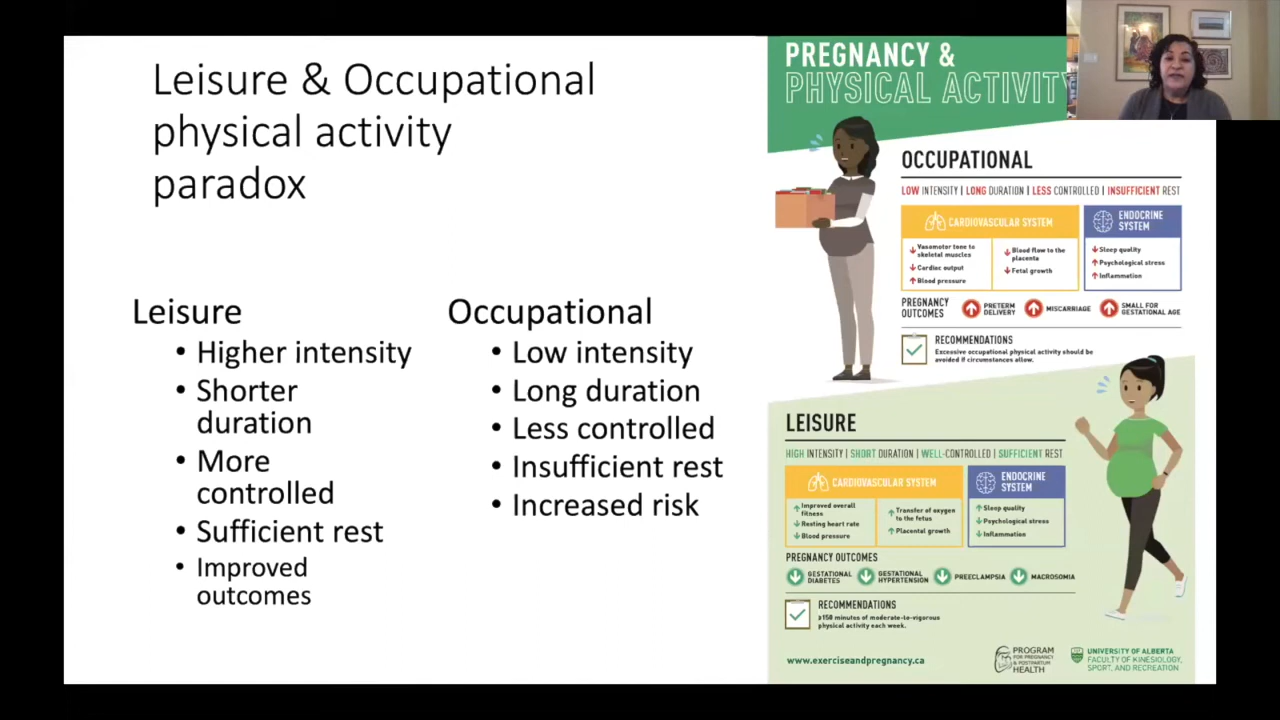 Leisure & Occupational
physical activity
paradox
Leisure
• Higher intensity
• Shorter
duration
• More
controlled
• Sufficient rest
• Improved
outcomes
Occupational
• Low intensity
• Long duration
• Less controlled
• Insufficient rest
• Increased risk
PREGNANCY &
PHYSICAL ACTIVITY
OCCUPATIONAL
LOW INTENSITY | LONG DURATION | LESS CONTROLLED | INSUFFICIENT REST
CARDIOVASCULAR SYSTEM
↓ Vasomotor tone to
skeletal muscles
↓ Cardiac output
↑ Blood pressure
↓ Blood flow to the
placenta
↓ Fetal growth
ENDOCRINE
SYSTEM
↓ Sleep quality
↑ Psychological stress
↑ Inflammation
PREGNANCY
OUTCOMES
PRETERM
DELIVERY
MISCARRIAGE
SMALL FOR
GESTATIONAL AGE
RECOMMENDATIONS
Excessive occupational physical activity should be
avoided if circumstances allow.
LEISURE
HIGH INTENSITY | SHORT DURATION | WELL-CONTROLLED | SUFFICIENT REST
CARDIOVASCULAR SYSTEM
↑ Improved overall
fitness
↓ Resting heart rate
↓ Blood pressure
↑ Transfer of oxygen
to the fetus
↑ Placental growth
ENDOCRINE
SYSTEM
↑ Sleep quality
↓ Psychological stress
↓ Inflammation
PREGNANCY OUTCOMES
GESTATIONAL
DIABETES
GESTATIONAL
HYPERTENSION
PREECLAMPSIA
MACROSOMIA
RECOMMENDATIONS
≥150 minutes of moderate-to-vigorous
physical activity each week.
www.exerciseandpregnancy.ca
PROGRAM
FOR PREGNANCY
& POSTPARTUM
HEALTH
UNIVERSITY OF ALBERTA
FACULTY OF KINESIOLOGY,
SPORT, AND RECREATION